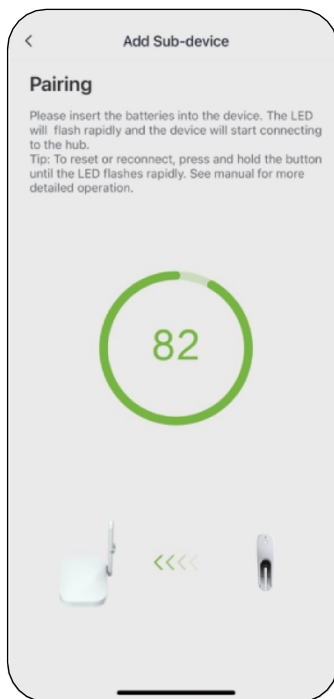 Add Sub-device
Pairing
Please insert the batteries into the device. The LED
will flash rapidly and the device will start connecting
to the hub.
Tip: To reset or reconnect, press and hold the button
until the LED flashes rapidly. See manual for more
detailed operation.
82